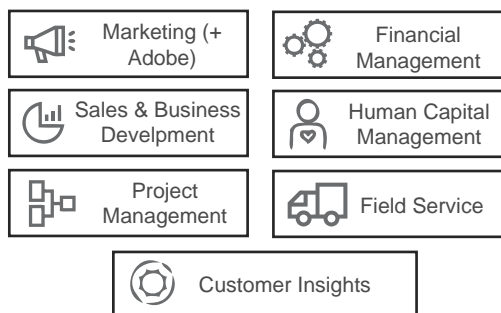 Marketing (+
Adobe)
Financial
Management
Sales & Business
Develpment
Human Capital
Management
Project
Management
Field Service
Customer Insights